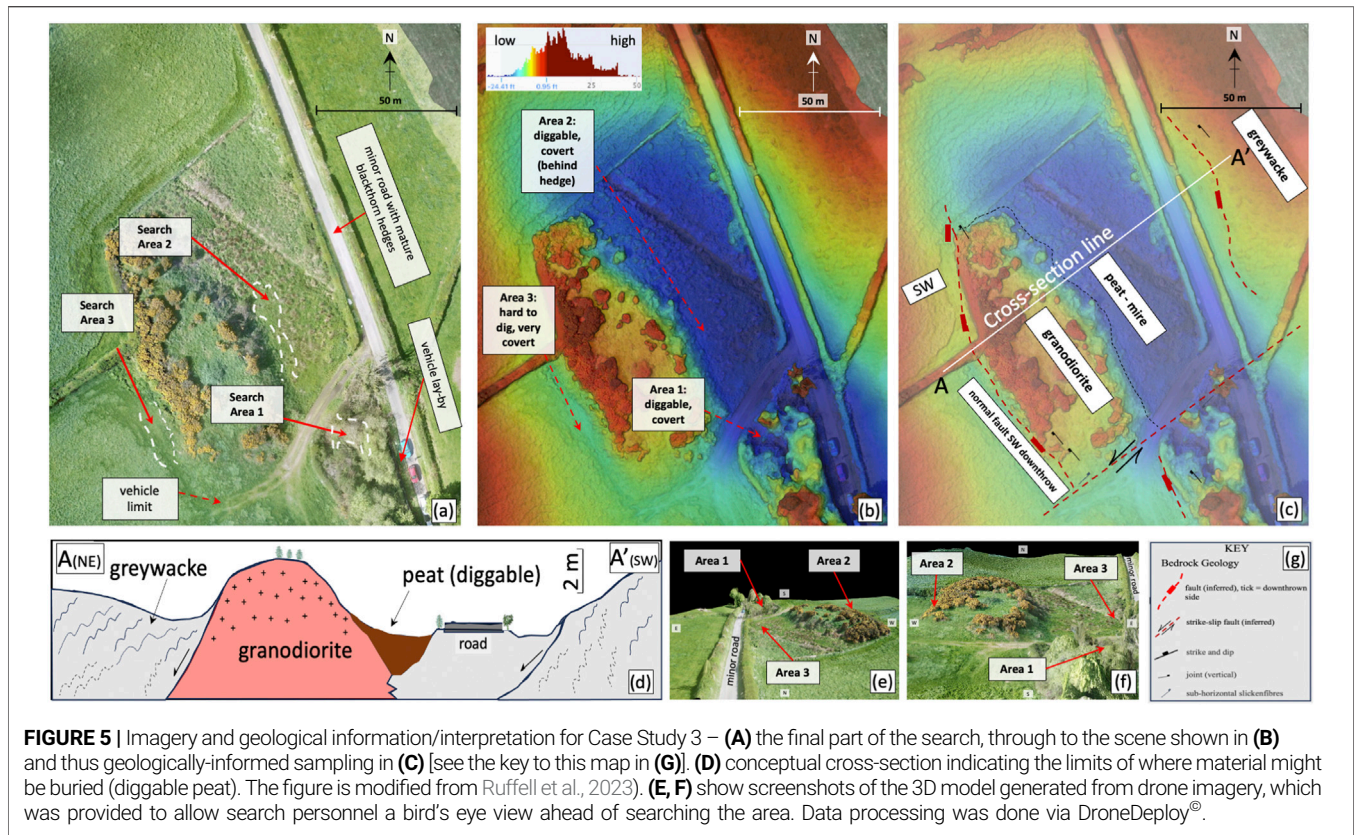 N
50 m
minor road with mature
blackthorn hedges
Search
Area 2
Search
Area 3
Search
Area 1
vehicle lay-by
vehicle
limit
(a)
low
high
-24.41 ft
0.95 ft
25
50
N
50 m
Area 2:
diggable,
covert
(behind
hedge)
Area 3:
hard to
dig, very
covert
Area 1:
diggable,
covert
(b)
N
50 m
greywacke
A'
SW
Cross-section line
peat - mire
granodiorite
A
normal fault SW downthrow
(c)
A(NE)
greywacke
peat (diggable)
2 m
A'(SW)
granodiorite
road
(d)
Area 1
Area 2
S
E
W
minor road
Area 3
N
(e)
N
Area 2
Area 3
minor road
W
E
Area 1
S
(f)
KEY
(g)
Bedrock Geology
fault (inferred), tick = downthrown
side
strike-slip fault (inferred)
strike and dip
joint (vertical)
sub-horizontal slickenfibres
FIGURE 5 | Imagery and geological information/interpretation for Case Study 3 – (A) the final part of the search, through to the scene shown in (B)
and thus geologically-informed sampling in (C) [see the key to this map in (G)]. (D) conceptual cross-section indicating the limits of where material might
be buried (diggable peat). The figure is modified from Ruffell et al., 2023). (E, F) show screenshots of the 3D model generated from drone imagery, which
was provided to allow search personnel a bird's eye view ahead of searching the area. Data processing was done via DroneDeploy©.